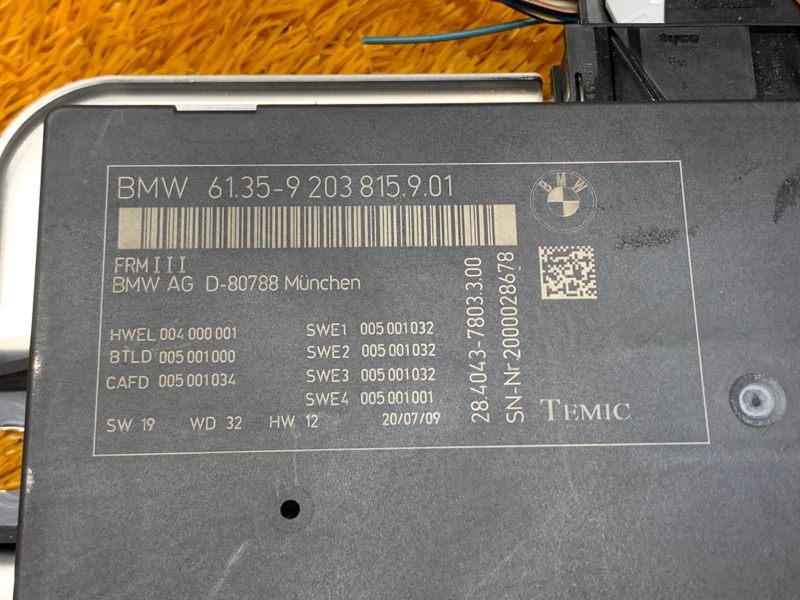 tyco
BMW 61.35-9 203 815.9.01
BMW
FRMIII
BMW AG D-80788 München
HWEL 004 000 001
BTLD 005 001 000
CAFD 005 001 034
SWE1 005 001 032
SWE2 005 001 032
SWE3 005 001 032
SWE4 005 001 001
SW 19 WD 32 HW 12 20/07/09
28.4043-7803.3.00
SN-Nr.2000028678
TEMIC